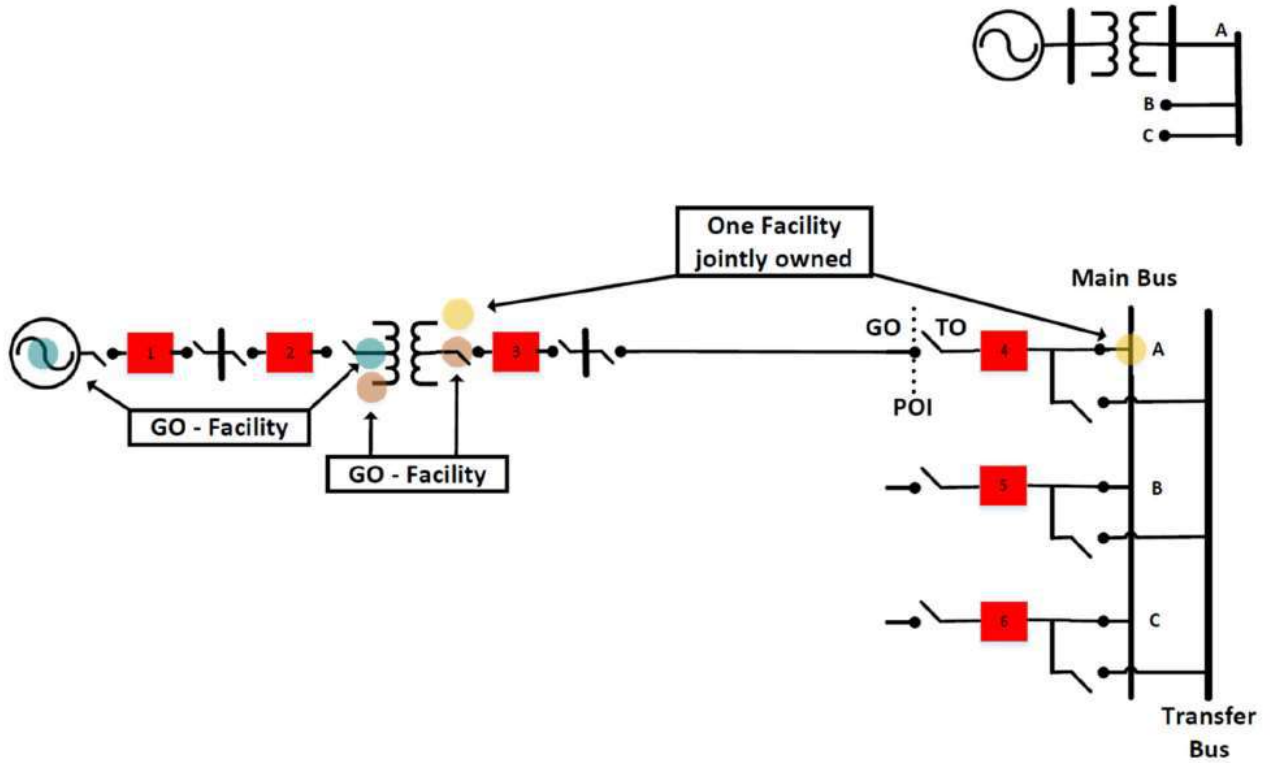 A
B
C
One Facility
jointly owned
Main Bus
GO TO
1
2
3
4
A
POI
GO - Facility
GO - Facility
5
B
6
C
Transfer
Bus